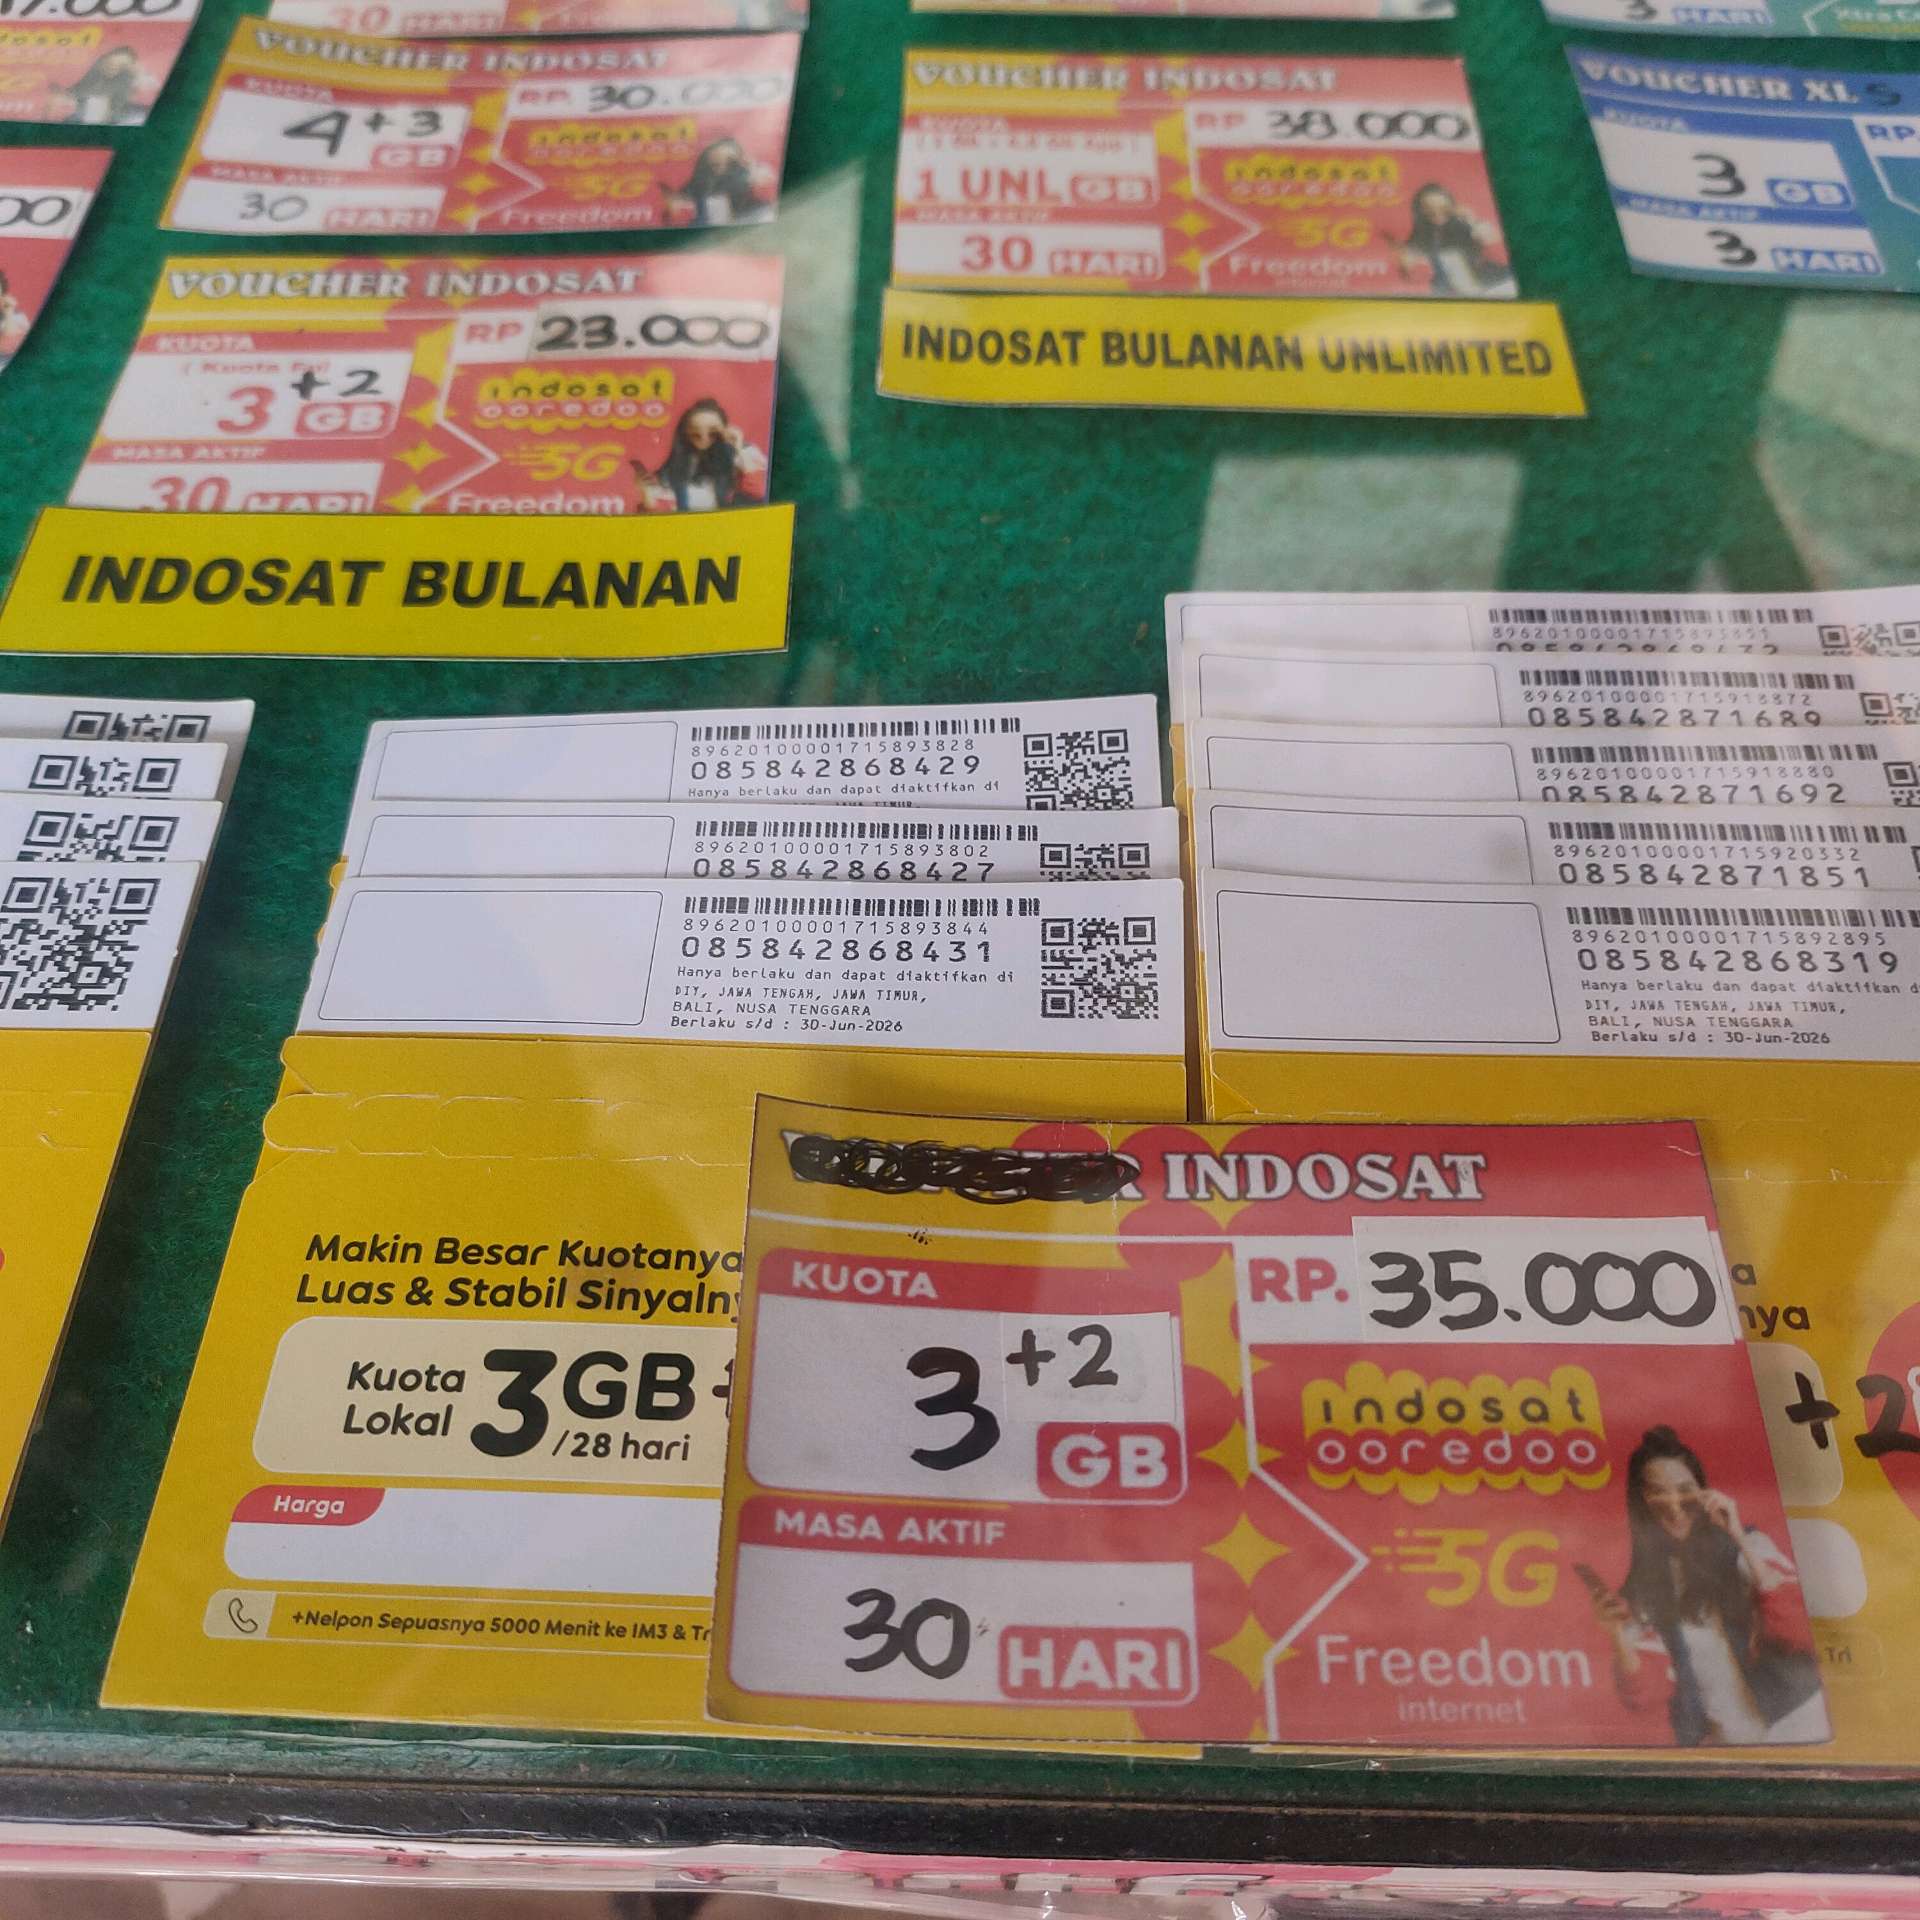 30 HARI
3 HARI
VOUCHER INDOSAT
KUOTA
4 +3 GB
MASA AKTIF
30 HARI
RP. 30.000
indosat
ooredoo
5G
Freedom
VOUCHER INDOSAT
KUOTA
1 UNL GB
MASA AKTIF
30 HARI
RP 38.000
indosat
ooredoo
5G
Freedom
internet
INDOSAT BULANAN UNLIMITED
VOUCHER XL
KUOTA
3 GB
MASA AKTIF
3 HARI
RP.
VOUCHER INDOSAT
KUOTA
3 +2 GB
MASA AKTIF
30 HARI
RP 23.000
indosat
ooredoo
5G
Freedom
INDOSAT BULANAN
89620100001715893828
085842868429
Hanya berlaku dan dapat diaktifkan di
89620100001715893802
085842868427
89620100001715893844
085842868431
Hanya berlaku dan dapat diaktifkan di
DIY, JAWA TENGAH, JAWA TIMUR,
BALI, NUSA TENGGARA
Berlaku s/d : 30-Jun-2026
89620100001715918872
085842871689
89620100001715918880
085842871692
89620100001715920332
085842871851
89620100001715892895
085842868319
Hanya berlaku dan dapat diaktifkan
DIY, JAWA TENGAH, JAWA TIMUR,
BALI, NUSA TENGGARA
Berlaku s/d : 30-Jun-2026
Makin Besar Kuotanya
Luas & Stabil
Kuota
Lokal
3GB
/28 hari
Harga
+Nelpon Sepuasnya 5000 Menit ke IM3 &
INDOSAT
KUOTA
3 +2 GB
MASA AKTIF
30 HARI
RP. 35.000
indosat
ooredoo
5G
Freedom
internet
+2